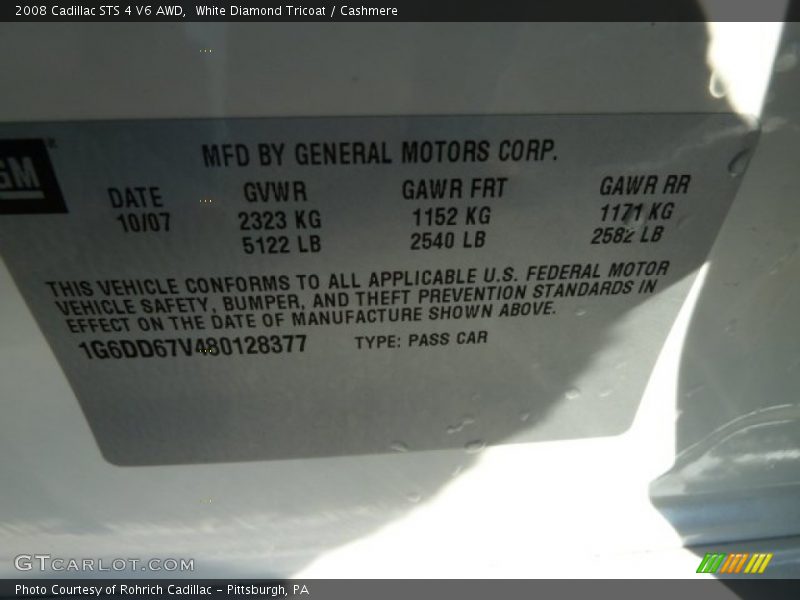 2008 Cadillac STS 4 V6 AWD,  White Diamond Tricoat / Cashmere
GM
MFD BY GENERAL MOTORS CORP.
DATE GVWR GAWR FRT GAWR RR
10/07 2323 KG 1152 KG 1171 KG
5122 LB 2540 LB 2582 LB
THIS VEHICLE CONFORMS TO ALL APPLICABLE U.S. FEDERAL MOTOR
VEHICLE SAFETY, BUMPER, AND THEFT PREVENTION STANDARDS IN
EFFECT ON THE DATE OF MANUFACTURE SHOWN ABOVE.
1G6DD67V480128377 TYPE: PASS CAR
GTCARLOT.COM
Photo Courtesy of Rohrich Cadillac - Pittsburgh, PA